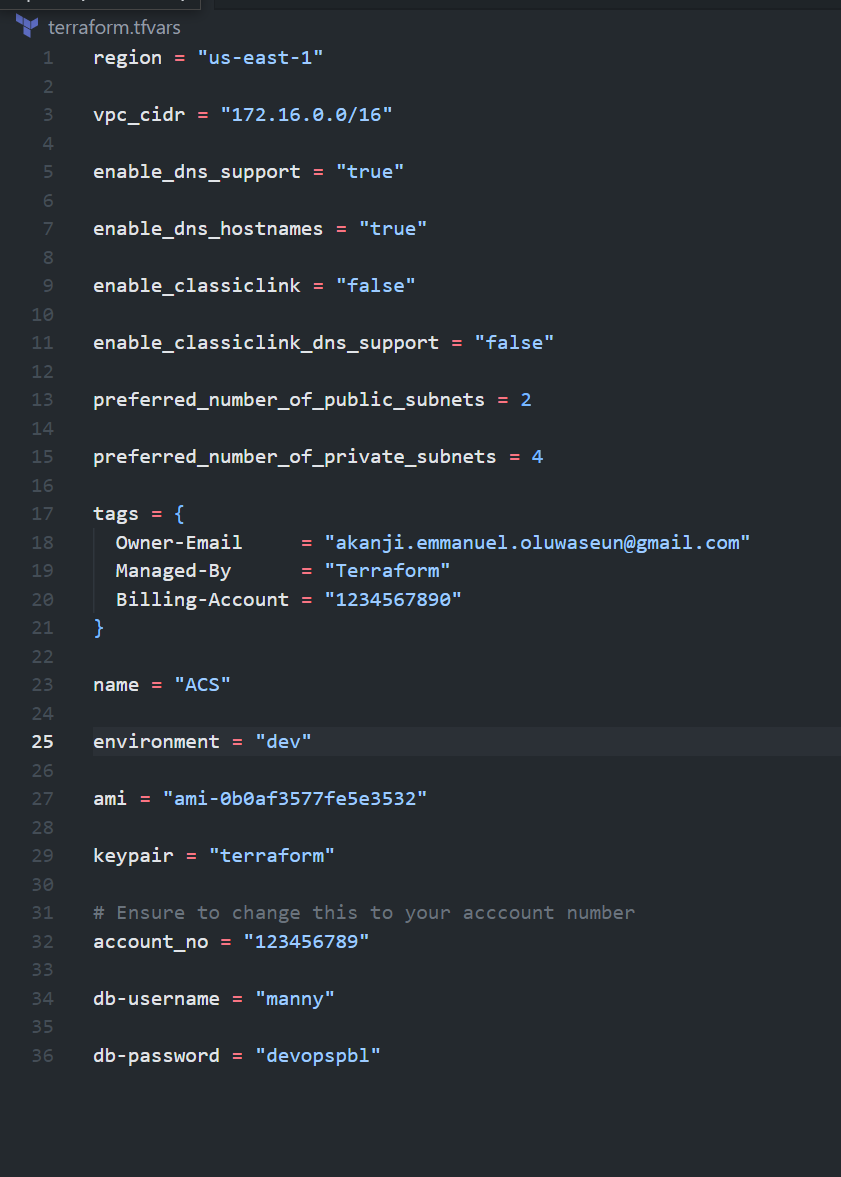 terraform.tfvars
1 region = "us-east-1"
2
3 vpc_cidr = "172.16.0.0/16"
4
5 enable_dns_support = "true"
6
7 enable_dns_hostnames = "true"
8
9 enable_classiclink = "false"
10
11 enable_classiclink_dns_support = "false"
12
13 preferred_number_of_public_subnets = 2
14
15 preferred_number_of_private_subnets = 4
16
17 tags = {
18   Owner-Email     = "akanji.emmanuel.oluwaseun@gmail.com"
19   Managed-By      = "Terraform"
20   Billing-Account = "1234567890"
21 }
22
23 name = "ACS"
24
25 environment = "dev"
26
27 ami = "ami-0b0af3577fe5e3532"
28
29 keypair = "terraform"
30
31 # Ensure to change this to your acccount number
32 account_no = "123456789"
33
34 db-username = "manny"
35
36 db-password = "devopspbl"